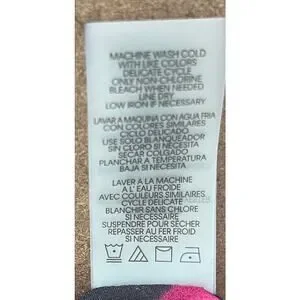 MACHINE WASH COLD
WITH LIKE COLORS
DELICATE CYCLE
ONLY NON-CHLORINE
BLEACH WHEN NEEDED
LINE DRY
LOW IRON IF NECESSARY
LAVAR A MAQUINA CON AGUA FRIA
CON COLORES SIMILARES
CICLO DELICADO
USE SOLO BLANQUEADOR
SIN CLORO SI NECESITA
SECAR COLGADO
PLANCHAR A TEMPERATURA
BAJA SI NECESITA
LAVER A LA MACHINE
A L'EAU FROIDE
AVEC COULEURS SIMILAIRES
CYCLE DELICATE
BLANCHIR SANS CHLORE
SI NECESSAIRE
SUSPENDRE POUR SÉCHER
REPASSER AU FER FROID
SI NECESSAIRE